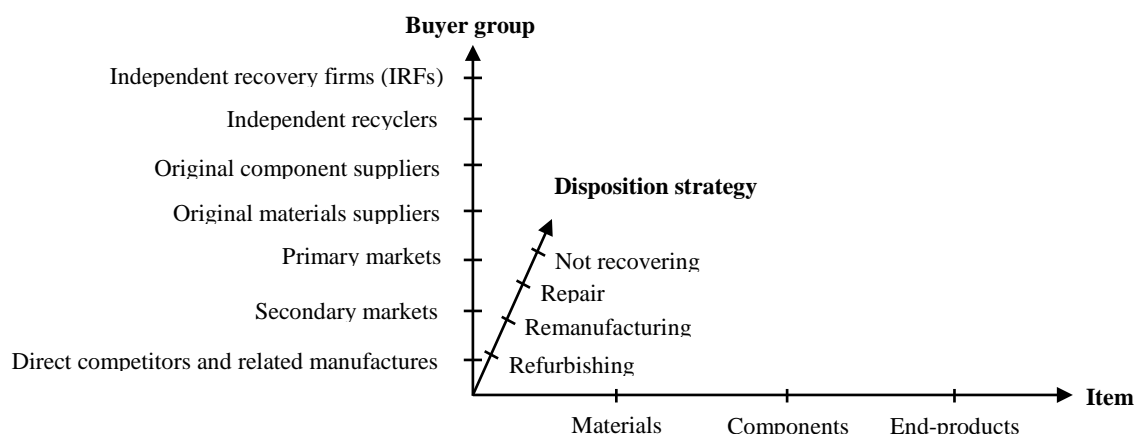 Buyer group
Independent recovery firms (IRFs)
Independent recyclers
Original component suppliers
Disposition strategy
Original materials suppliers
Primary markets
Not recovering
Repair
Secondary markets
Remanufacturing
Direct competitors and related manufactures
Refurbishing
Item
Materials
Components
End-products